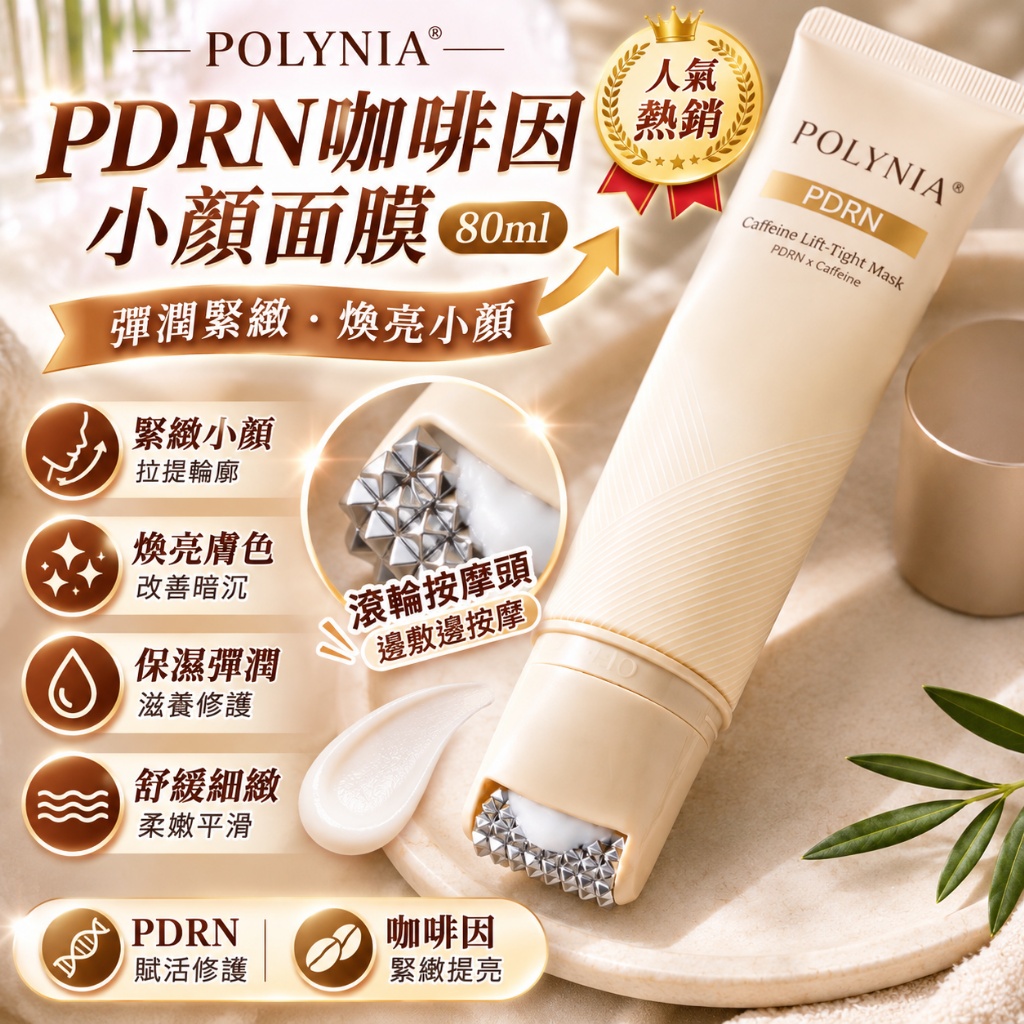 POLYNIA®
PDRN咖啡因
小顏面膜 80ml
人氣
熱銷
彈潤緊緻・煥亮小顏
緊緻小顏
拉提輪廓
煥亮膚色
改善暗沉
保濕彈潤
滋養修護
舒緩細緻
柔嫩平滑
滾輪按摩頭
邊敷邊按摩
PDRN
賦活修護
咖啡因
緊緻提亮
POLYNIA®
PDRN
Caffeine Lift-Tight Mask
PDRN x Caffeine